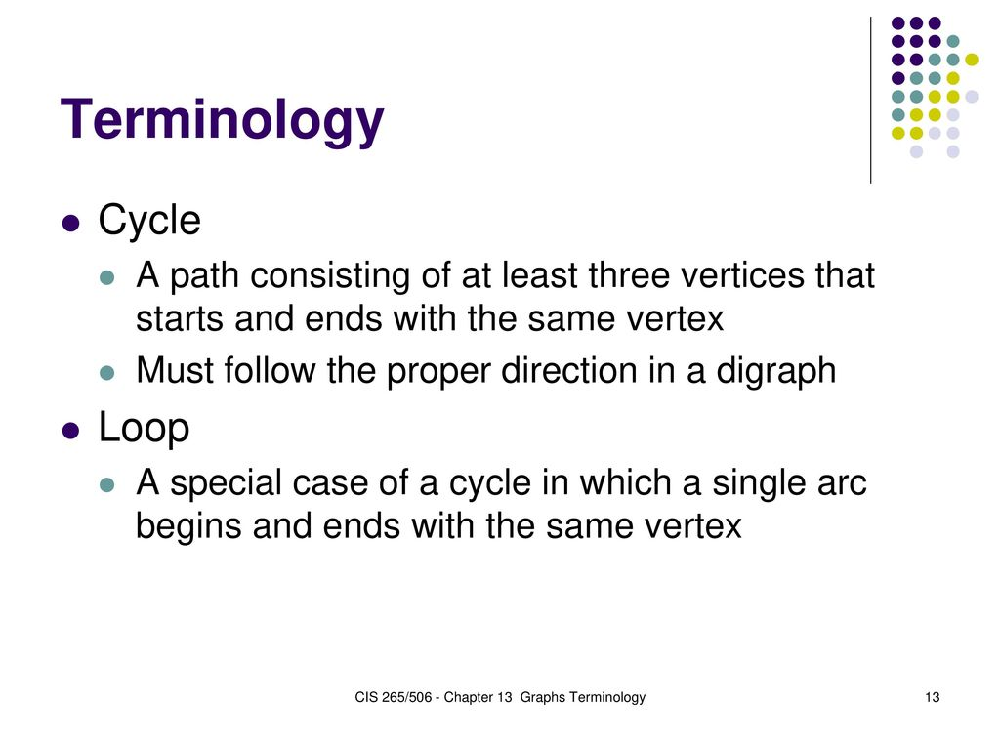 Terminology
Cycle
A path consisting of at least three vertices that
starts and ends with the same vertex
Must follow the proper direction in a digraph
Loop
A special case of a cycle in which a single arc
begins and ends with the same vertex
CIS 265/506 - Chapter 13  Graphs Terminology
13